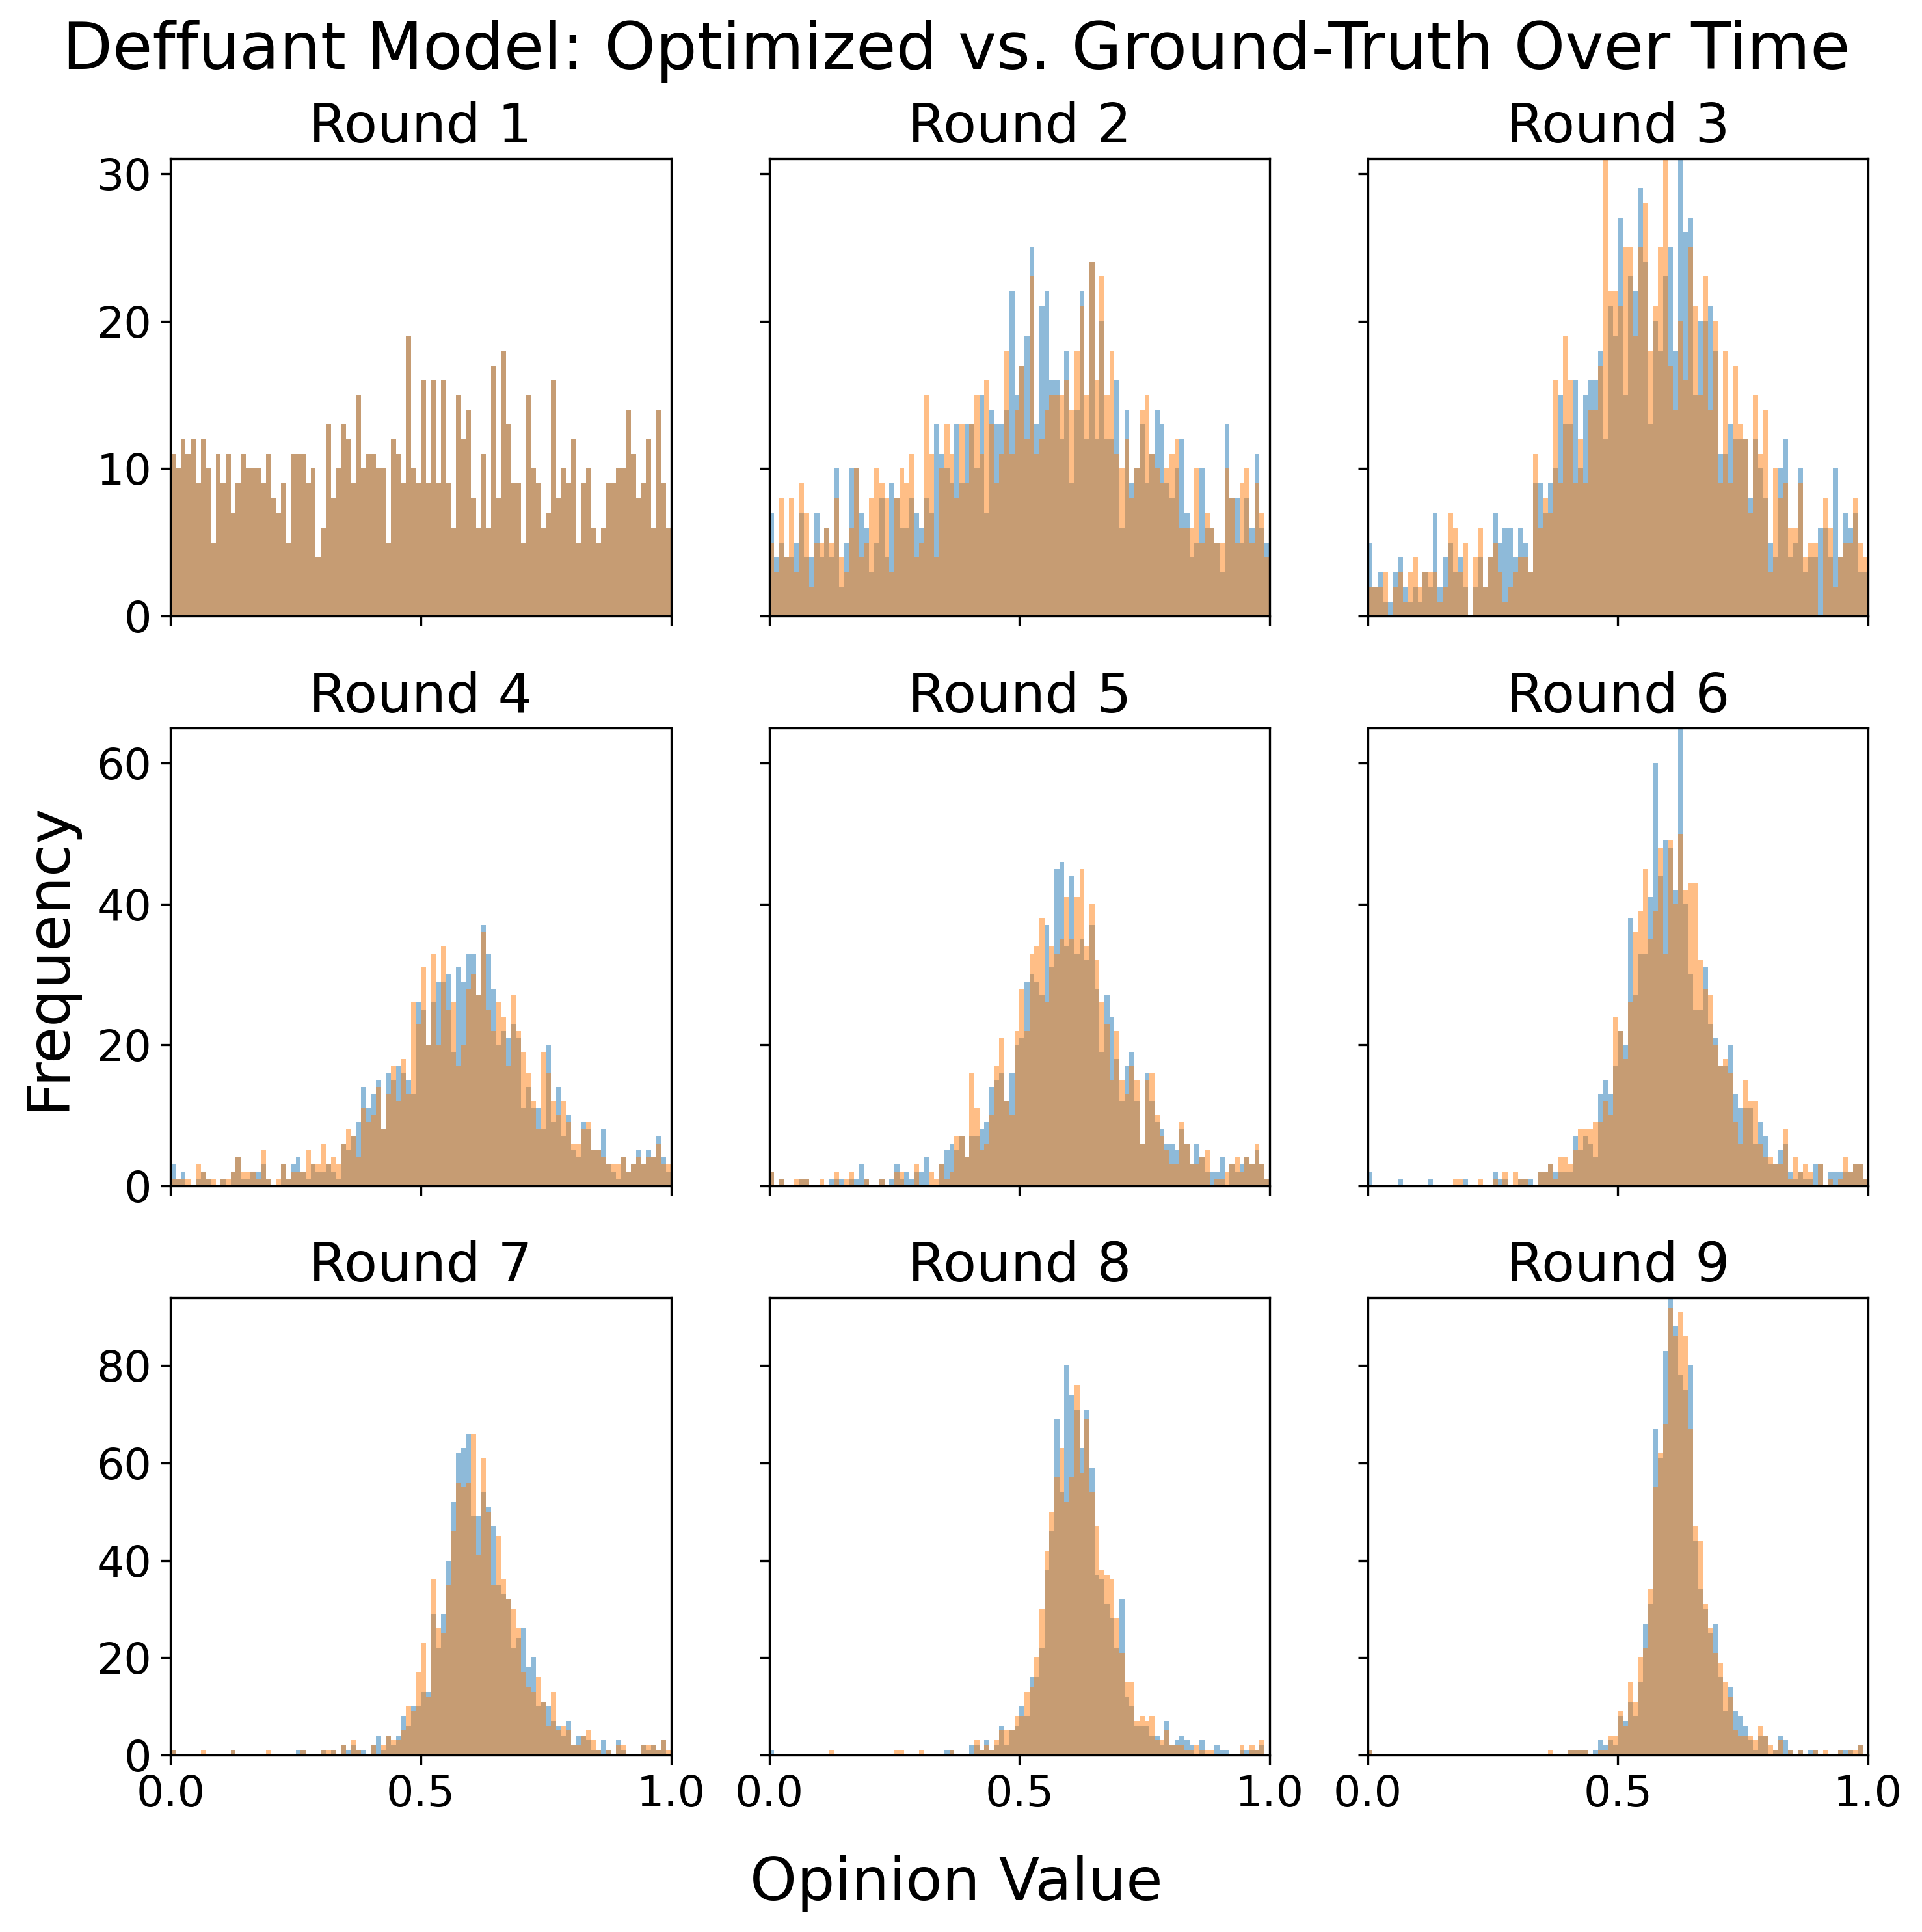 Deffuant Model: Optimized vs. Ground-Truth Over Time
Round 1
Round 2
Round 3
30
20
10
0
Round 4
Round 5
Round 6
60
40
20
0
Frequency
Round 7
Round 8
Round 9
80
60
40
20
0
0.0 0.5 1.0 0.0 0.5 1.0 0.0 0.5 1.0
Opinion Value